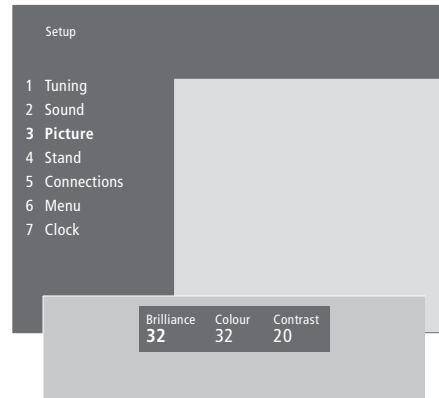 Setup
1 Tuning
2 Sound
3 Picture
4 Stand
5 Connections
6 Menu
7 Clock
Brilliance Colour Contrast
32 32 20